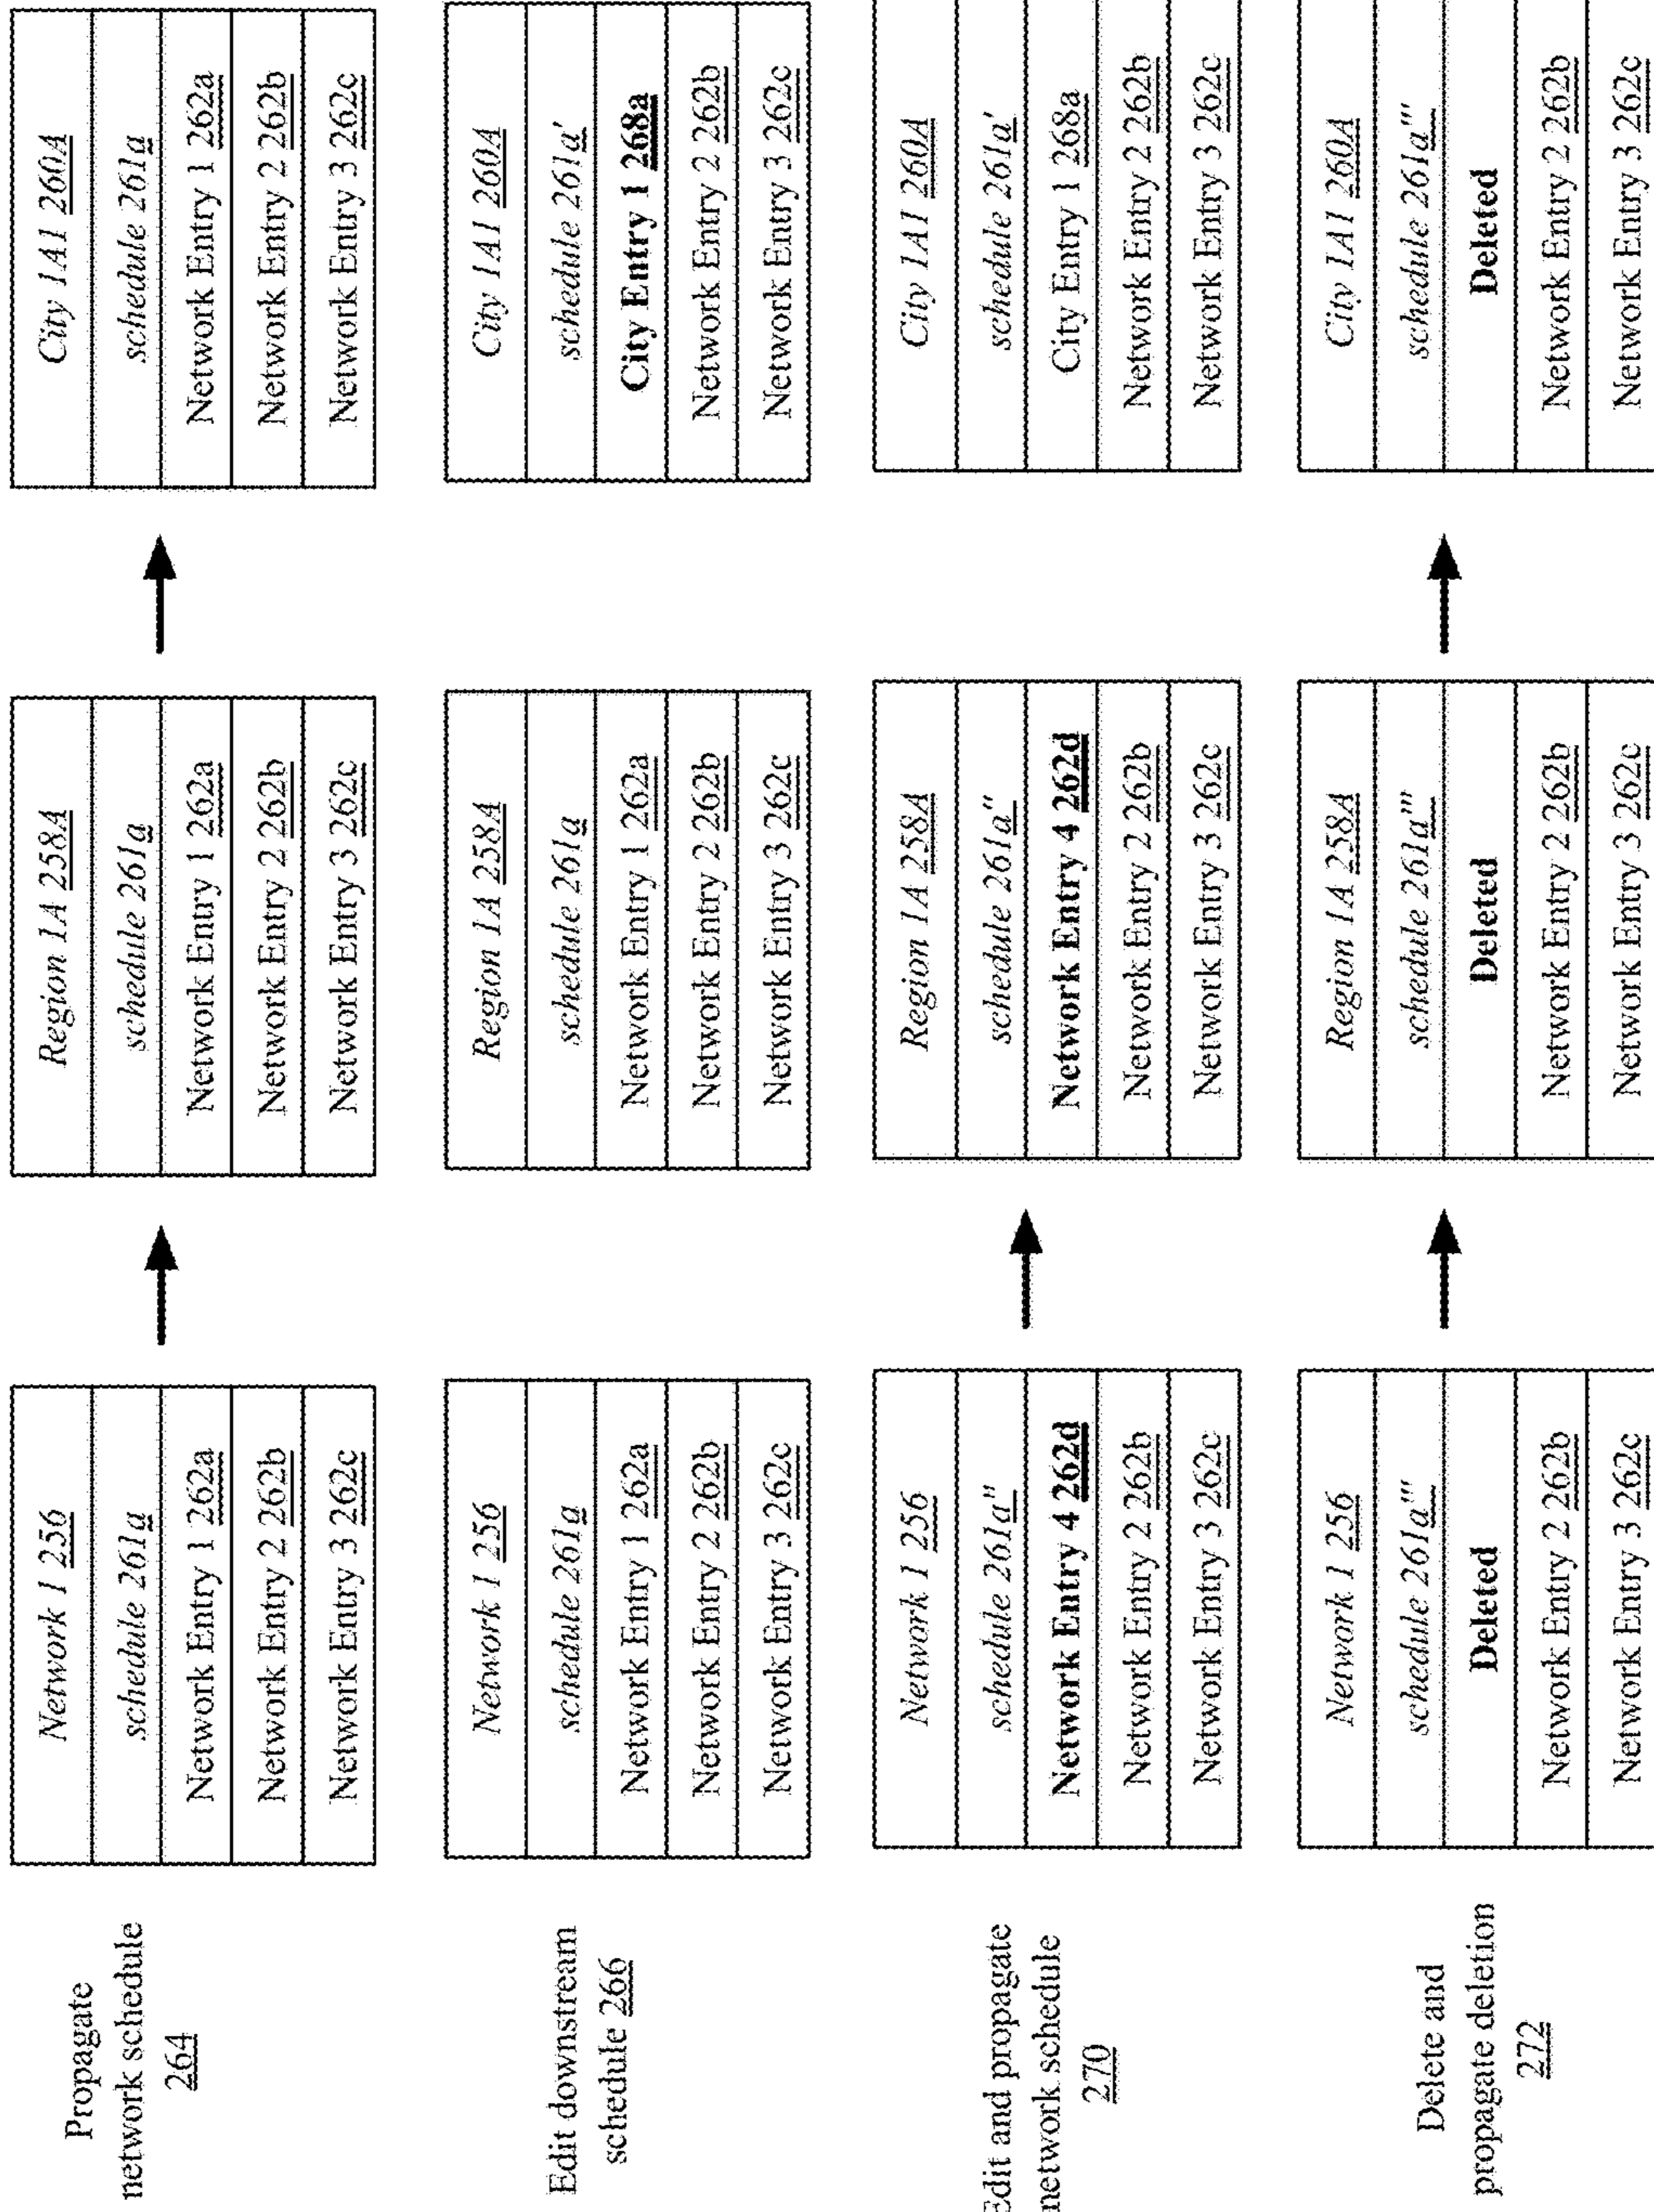 Propagate
network schedule
264
Network 1 256
schedule 261a
Network Entry 1 262a
Network Entry 2 262b
Network Entry 3 262c
Region 1A 258A
schedule 261a
Network Entry 1 262a
Network Entry 2 262b
Network Entry 3 262c
City 1A1 260A
schedule 261a
Network Entry 1 262a
Network Entry 2 262b
Network Entry 3 262c
Edit downstream
schedule 266
Network 1 256
schedule 261a
Network Entry 1 262a
Network Entry 2 262b
Network Entry 3 262c
Region 1A 258A
schedule 261a
Network Entry 1 262a
Network Entry 2 262b
Network Entry 3 262c
City 1A1 260A
schedule 261a'
City Entry 1 268a
Network Entry 2 262b
Network Entry 3 262c
Edit and propagate
network schedule
270
Network 1 256
schedule 261a''
Network Entry 4 262d
Network Entry 2 262b
Network Entry 3 262c
Region 1A 258A
schedule 261a''
Network Entry 4 262d
Network Entry 2 262b
Network Entry 3 262c
City 1A1 260A
schedule 261a'
City Entry 1 268a
Network Entry 2 262b
Network Entry 3 262c
Delete and
propagate deletion
272
Network 1 256
schedule 261a'''
Deleted
Network Entry 2 262b
Network Entry 3 262c
Region 1A 258A
schedule 261a'''
Deleted
Network Entry 2 262b
Network Entry 3 262c
City 1A1 260A
schedule 261a'''
Deleted
Network Entry 2 262b
Network Entry 3 262c